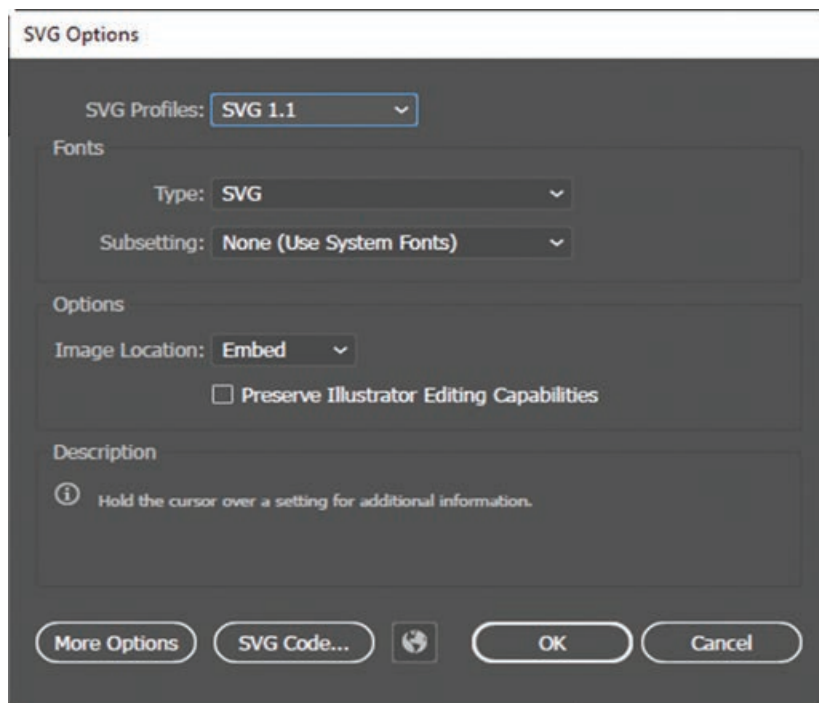 SVG Options
SVG Profiles: SVG 1.1
Fonts
Type: SVG
Subsetting: None (Use System Fonts)
Options
Image Location: Embed
Preserve Illustrator Editing Capabilities
Description
Hold the cursor over a setting for additional information.
More Options SVG Code... OK Cancel